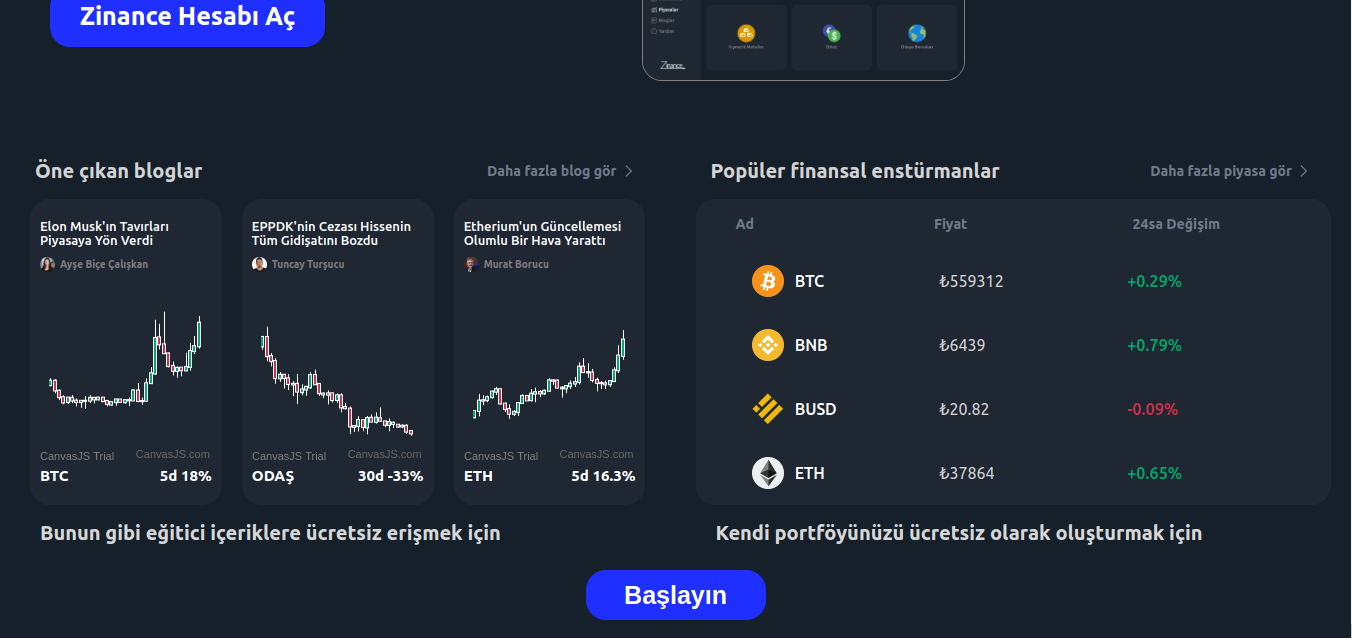 Zinance Hesabı Aç
Piyasalar
Bloglar
Yardım
Döviz
Dünya Borsaları
Zinance
Öne çıkan bloglar
Daha fazla blog gör
Elon Musk'ın Tavırları
Piyasaya Yön Verdi
Ayşe Biçe Çalışkan
CanvasJS Trial
CanvasJS.com
BTC
5d 18%
EPPDK'nin Cezası Hissenin
Tüm Gidişatını Bozdu
Tuncay Turşucu
CanvasJS Trial
CanvasJS.com
ODAŞ
30d -33%
Etherium'un Güncellemesi
Olumlu Bir Hava Yarattı
Murat Borucu
CanvasJS Trial
CanvasJS.com
ETH
5d 16.3%
Bunun gibi eğitici içeriklere ücretsiz erişmek için
Popüler finansal enstürmanlar
Daha fazla piyasa gör
Ad Fiyat 24sa Değişim
BTC ₺559312 +0.29%
BNB ₺6439 +0.79%
BUSD ₺20.82 -0.09%
ETH ₺37864 +0.65%
Kendi portföyünüzü ücretsiz olarak oluşturmak için
Başlayın